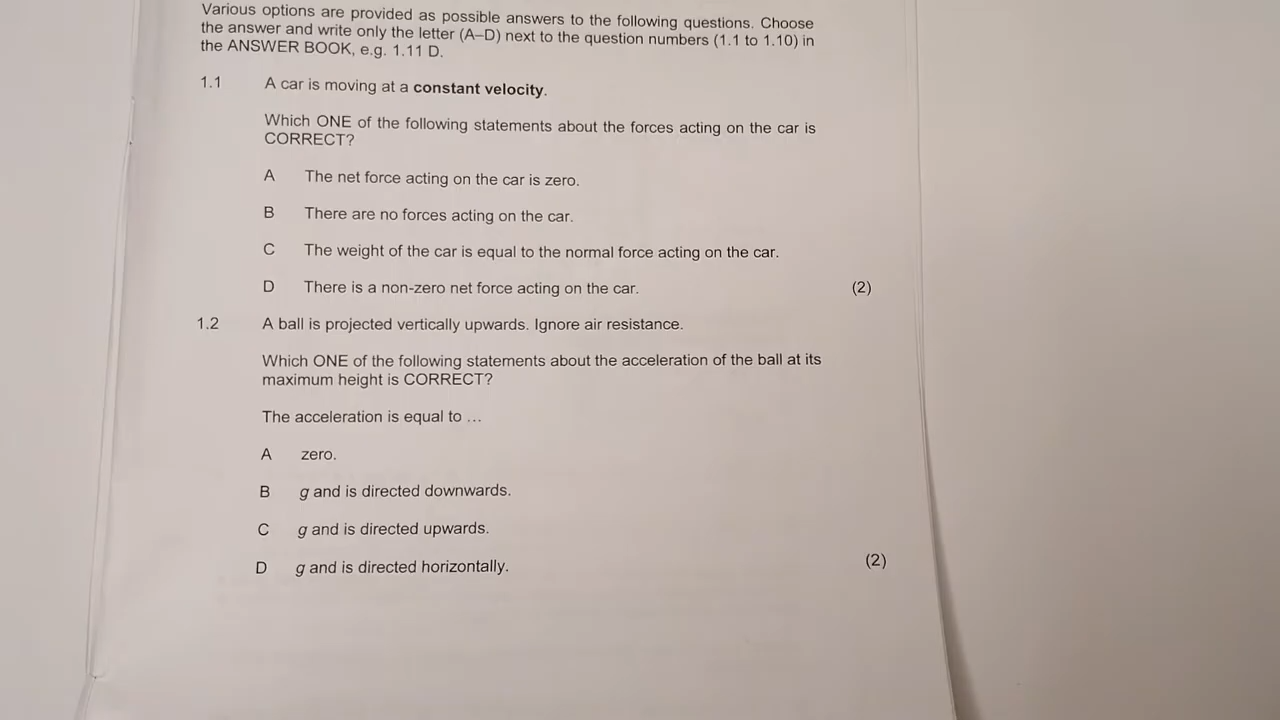 Various options are provided as possible answers to the following questions. Choose
the answer and write only the letter (A–D) next to the question numbers (1.1 to 1.10) in
the ANSWER BOOK, e.g. 1.11 D.
1.1 A car is moving at a constant velocity.
Which ONE of the following statements about the forces acting on the car is
CORRECT?
A The net force acting on the car is zero.
B There are no forces acting on the car.
C The weight of the car is equal to the normal force acting on the car.
D There is a non-zero net force acting on the car. (2)
1.2 A ball is projected vertically upwards. Ignore air resistance.
Which ONE of the following statements about the acceleration of the ball at its
maximum height is CORRECT?
The acceleration is equal to …
A zero.
B g and is directed downwards.
C g and is directed upwards.
D g and is directed horizontally. (2)